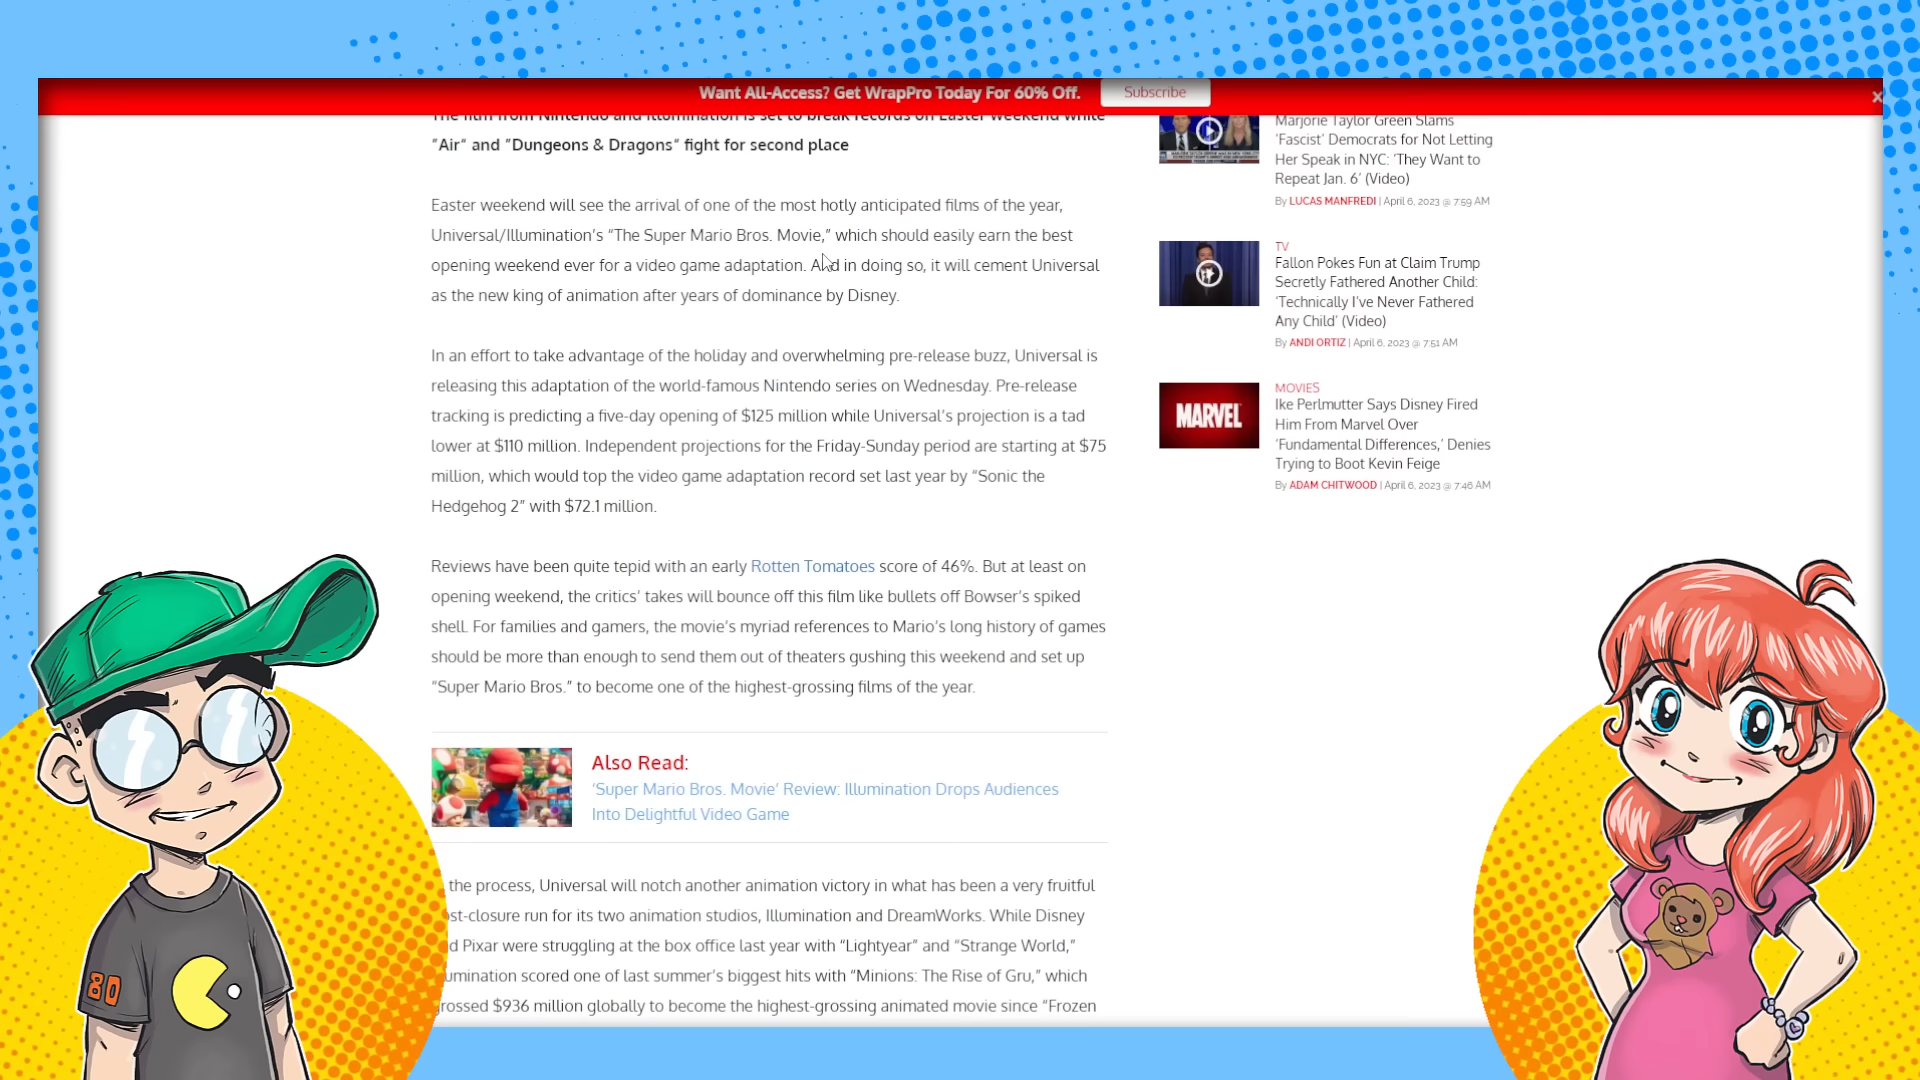 Want All-Access? Get WrapPro Today For 60% Off.
Subscribe
×
The film from Nintendo and Illumination is set to break records on Easter weekend while
"Air" and "Dungeons & Dragons" fight for second place
Easter weekend will see the arrival of one of the most hotly anticipated films of the year,
Universal/Illumination's “The Super Mario Bros. Movie,” which should easily earn the best
opening weekend ever for a video game adaptation. And in doing so, it will cement Universal
as the new king of animation after years of dominance by Disney.
In an effort to take advantage of the holiday and overwhelming pre-release buzz, Universal is
releasing this adaptation of the world-famous Nintendo series on Wednesday. Pre-release
tracking is predicting a five-day opening of $125 million while Universal's projection is a tad
lower at $110 million. Independent projections for the Friday-Sunday period are starting at $75
million, which would top the video game adaptation record set last year by “Sonic the
Hedgehog 2” with $72.1 million.
Reviews have been quite tepid with an early Rotten Tomatoes score of 46%. But at least on
opening weekend, the critics' takes will bounce off this film like bullets off Bowser's spiked
shell. For families and gamers, the movie's myriad references to Mario's long history of games
should be more than enough to send them out of theaters gushing this weekend and set up
“Super Mario Bros.” to become one of the highest-grossing films of the year.
Also Read:
'Super Mario Bros. Movie' Review: Illumination Drops Audiences
Into Delightful Video Game
the process, Universal will notch another animation victory in what has been a very fruitful
st-closure run for its two animation studios, Illumination and DreamWorks. While Disney
d Pixar were struggling at the box office last year with “Lightyear” and “Strange World,”
umination scored one of last summer's biggest hits with “Minions: The Rise of Gru,” which
rossed $936 million globally to become the highest-grossing animated movie since “Frozen
Marjorie Taylor Green Slams
'Fascist' Democrats for Not Letting
Her Speak in NYC: 'They Want to
Repeat Jan. 6' (Video)
By LUCAS MANFREDI | April 6, 2023 @ 7:59 AM
TV
Fallon Pokes Fun at Claim Trump
Secretly Fathered Another Child:
'Technically I've Never Fathered
Any Child' (Video)
By ANDI ORTIZ | April 6, 2023 @ 7:51 AM
MARVEL
MOVIES
Ike Perlmutter Says Disney Fired
Him From Marvel Over
'Fundamental Differences,' Denies
Trying to Boot Kevin Feige
By ADAM CHITWOOD | April 6, 2023 @ 7:46 AM
80